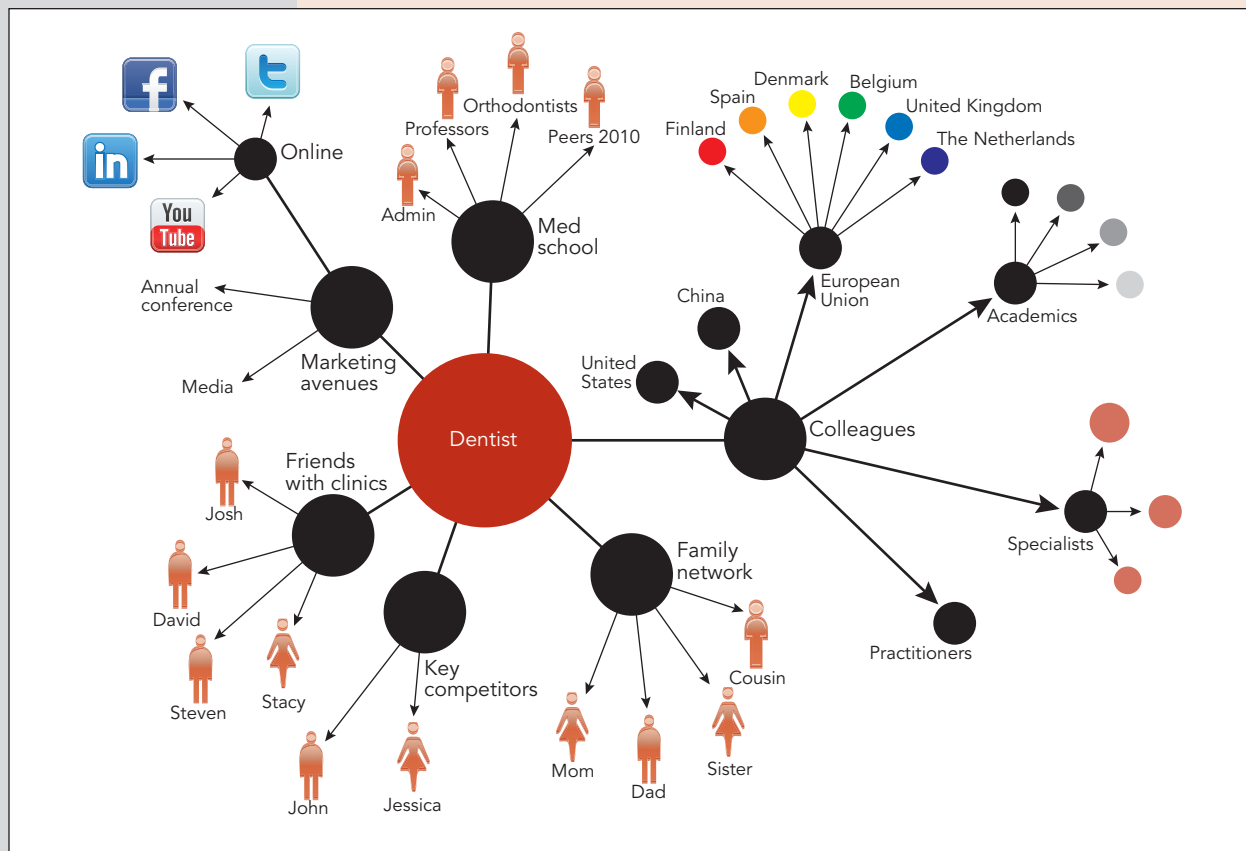 Online
f
t
in
You
Tube
Annual
conference
Media
Marketing
avenues
Professors
Orthodontists
Peers 2010
Admin
Med
school
Finland
Spain
Denmark
Belgium
United Kingdom
The Netherlands
European
Union
China
United
States
Academics
Colleagues
Specialists
Practitioners
Dentist
Friends
with clinics
Josh
David
Steven
Stacy
Key
competitors
John
Jessica
Family
network
Cousin
Mom
Dad
Sister